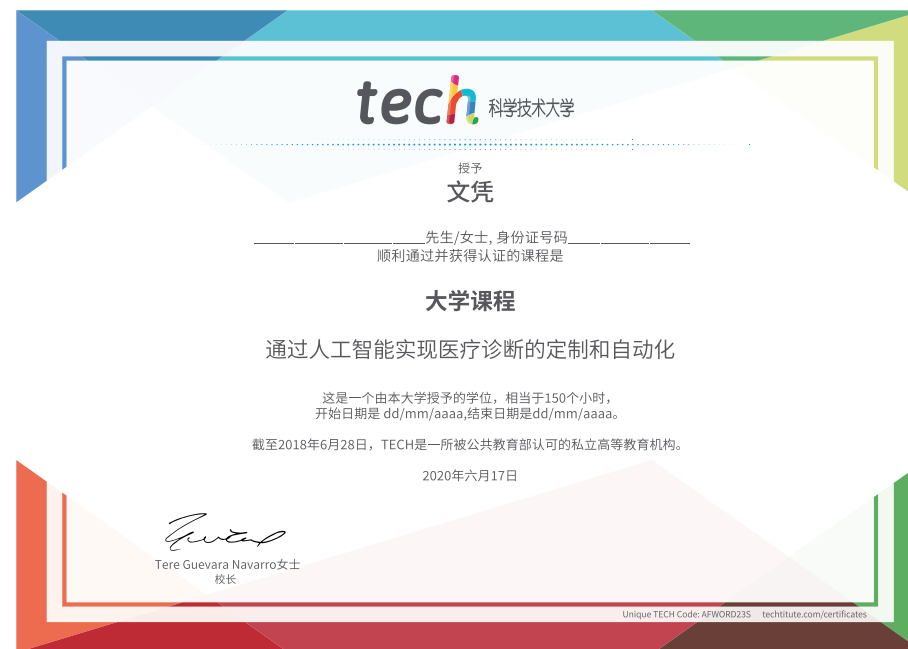 tech 科学技术大学
授予
文凭
________________________先生/女士, 身份证号码________________
顺利通过并获得认证的课程是
大学课程
通过人工智能实现医疗诊断的定制和自动化
这是一个由本大学授予的学位，相当于150个小时，
开始日期是 dd/mm/aaaa,结束日期是dd/mm/aaaa。
截至2018年6月28日，TECH是一所被公共教育部认可的私立高等教育机构。
2020年六月17日
Tere Guevara Navarro女士
校长
Unique TECH Code: AFWORD23S techtitute.com/certificates